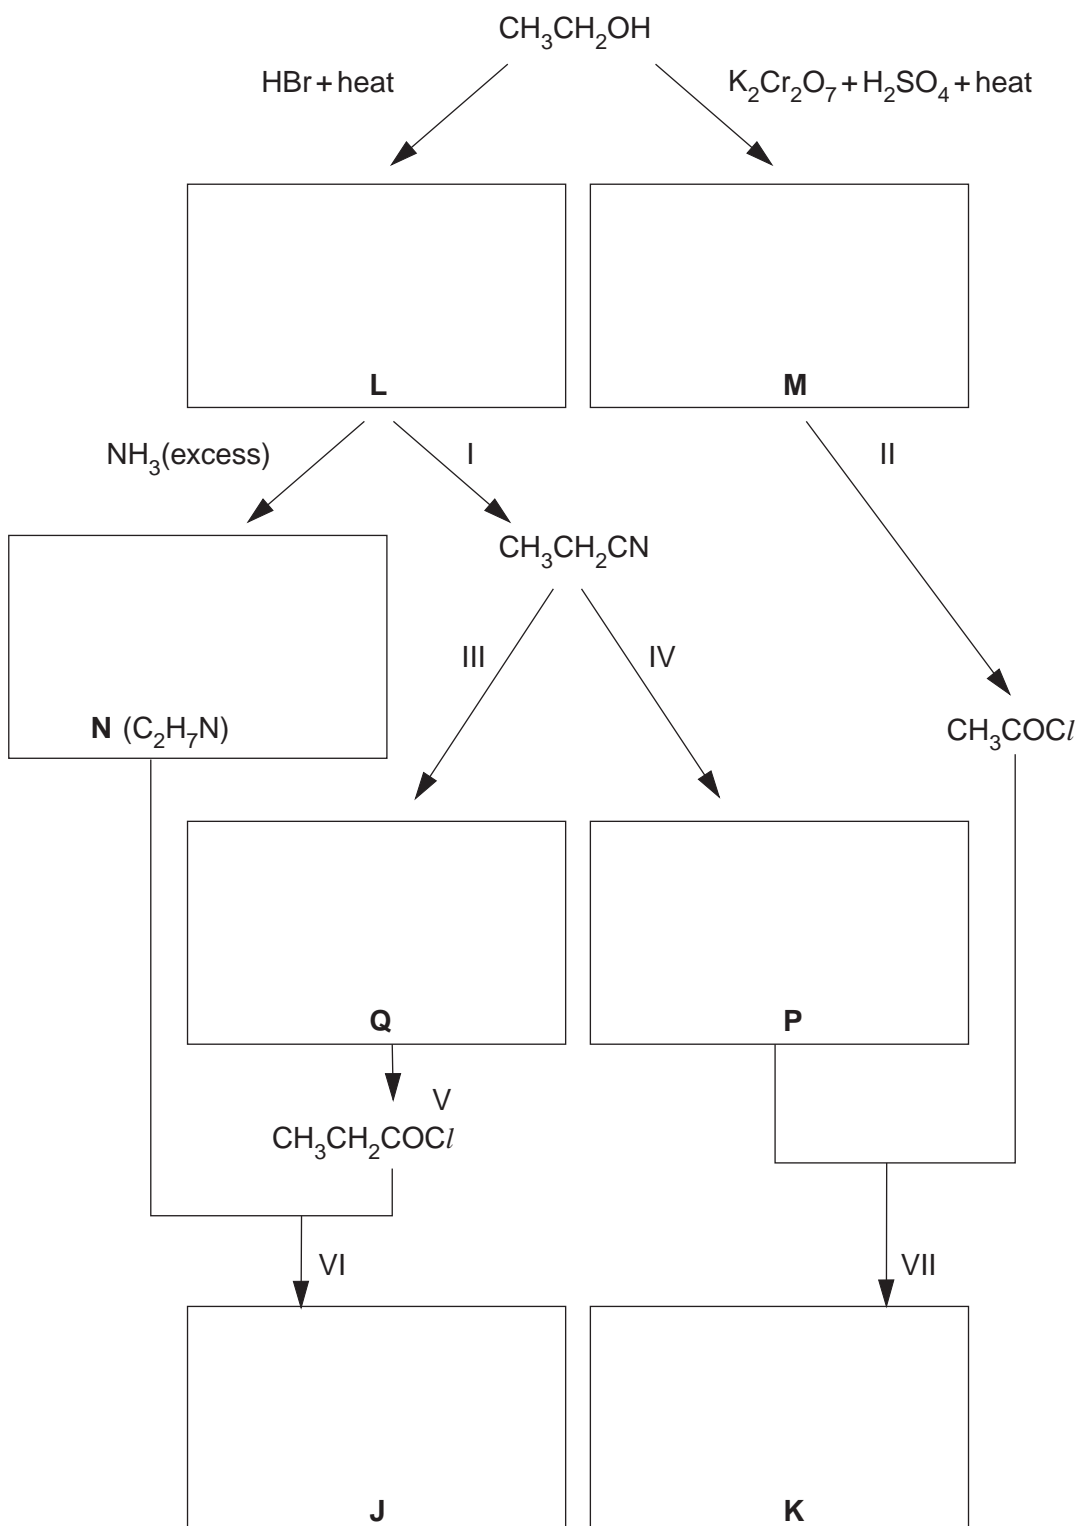 CH₃CH₂OH
HBr + heat
K₂Cr₂O₇ + H₂SO₄ + heat
L
M
NH₃(excess)
I
II
CH₃CH₂CN
N (C₂H₇N)
III
IV
CH₃COCl
Q
P
V
CH₃CH₂COCl
VI
VII
J
K